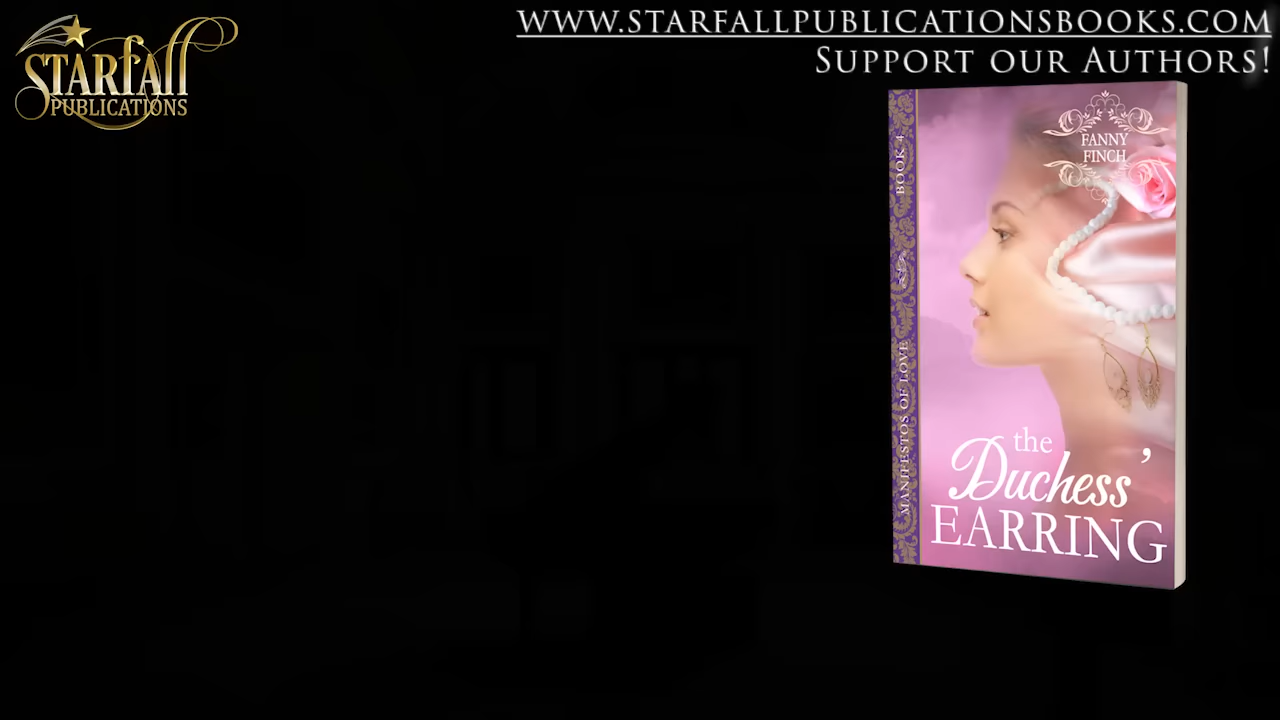 STARfall
PUBLICATIONS
WWW.STARFALLPUBLICATIONSBOOKS.COM
SUPPORT OUR AUTHORS!
FANNY
FINCH
BOOK 4
MANIFESTOS OF LOVE
the
Duchess'
EARRING